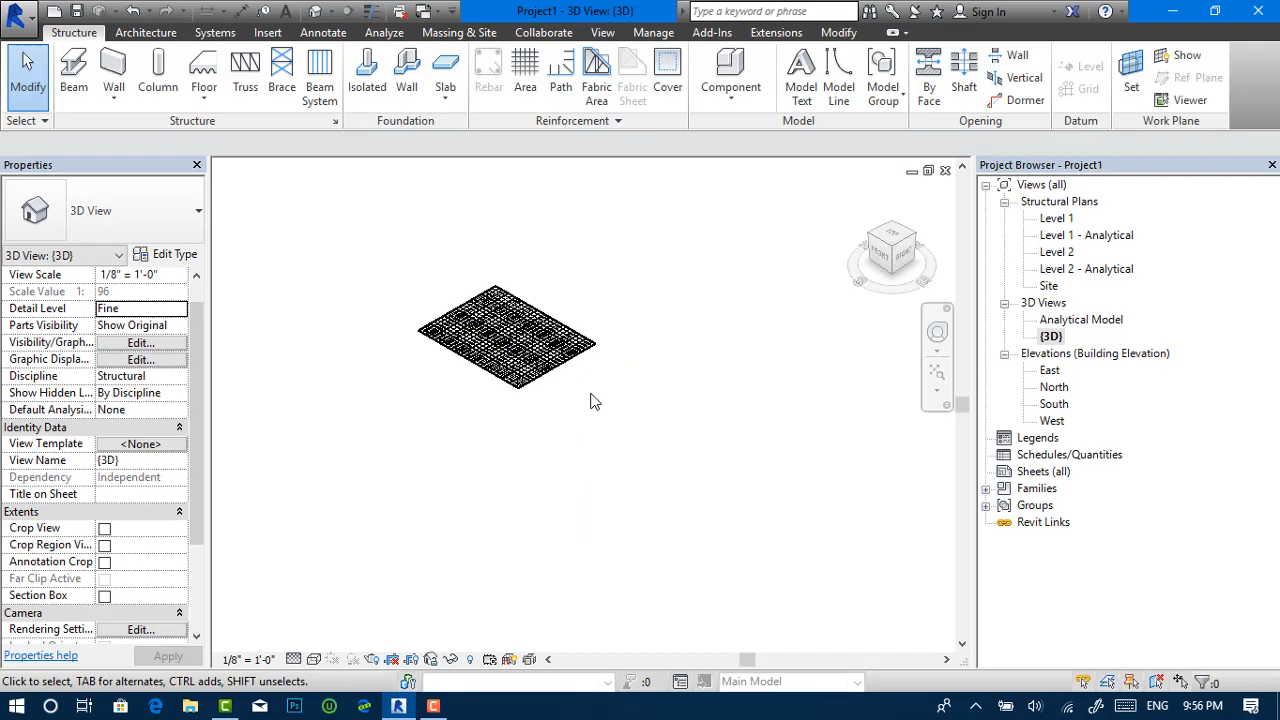 Project1 - 3D View: {3D}
Type a keyword or phrase
Sign In
Structure Architecture Systems Insert Annotate Analyze Massing & Site Collaborate View Manage Add-Ins Extensions Modify
Modify
Beam
Wall
Column
Floor
Truss
Brace
Beam System
Isolated
Wall
Slab
Rebar
Area
Path
Fabric Area
Fabric Sheet
Cover
Component
Model Text
Model Line
Model Group
By Face
Shaft
Wall
Vertical
Dormer
Level
Grid
Set
Show
Ref Plane
Viewer
Select
Structure
Foundation
Reinforcement
Model
Opening
Datum
Work Plane
Properties
3D View
3D View: {3D} Edit Type
View Scale 1/8" = 1'-0"
Scale Value 1: 96
Detail Level Fine
Parts Visibility Show Original
Visibility/Graph... Edit...
Graphic Displa... Edit...
Discipline Structural
Show Hidden L... By Discipline
Default Analysi... None
Identity Data
View Template <None>
View Name {3D}
Dependency Independent
Title on Sheet
Extents
Crop View
Crop Region Vi...
Annotation Crop
Far Clip Active
Section Box
Camera
Rendering Setti... Edit...
Properties help Apply
TOP
FRONT
RIGHT
Project Browser - Project1
Views (all)
Structural Plans
Level 1
Level 1 - Analytical
Level 2
Level 2 - Analytical
Site
3D Views
Analytical Model
{3D}
Elevations (Building Elevation)
East
North
South
West
Legends
Schedules/Quantities
Sheets (all)
Families
Groups
Revit Links
1/8" = 1'-0"
Click to select, TAB for alternates, CTRL adds, SHIFT unselects.
:0
Main Model
:0
9:56 PM